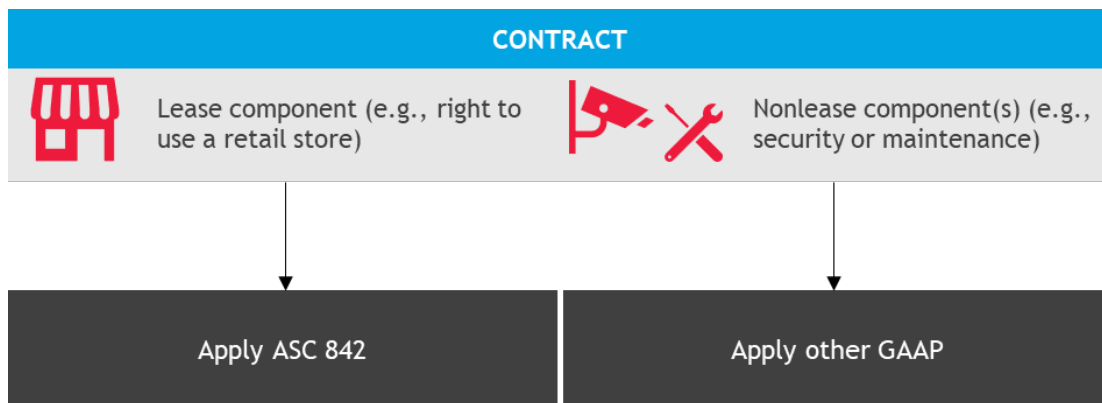 CONTRACT
Lease component (e.g., right to
use a retail store)
Nonlease component(s) (e.g.,
security or maintenance)
Apply ASC 842
Apply other GAAP